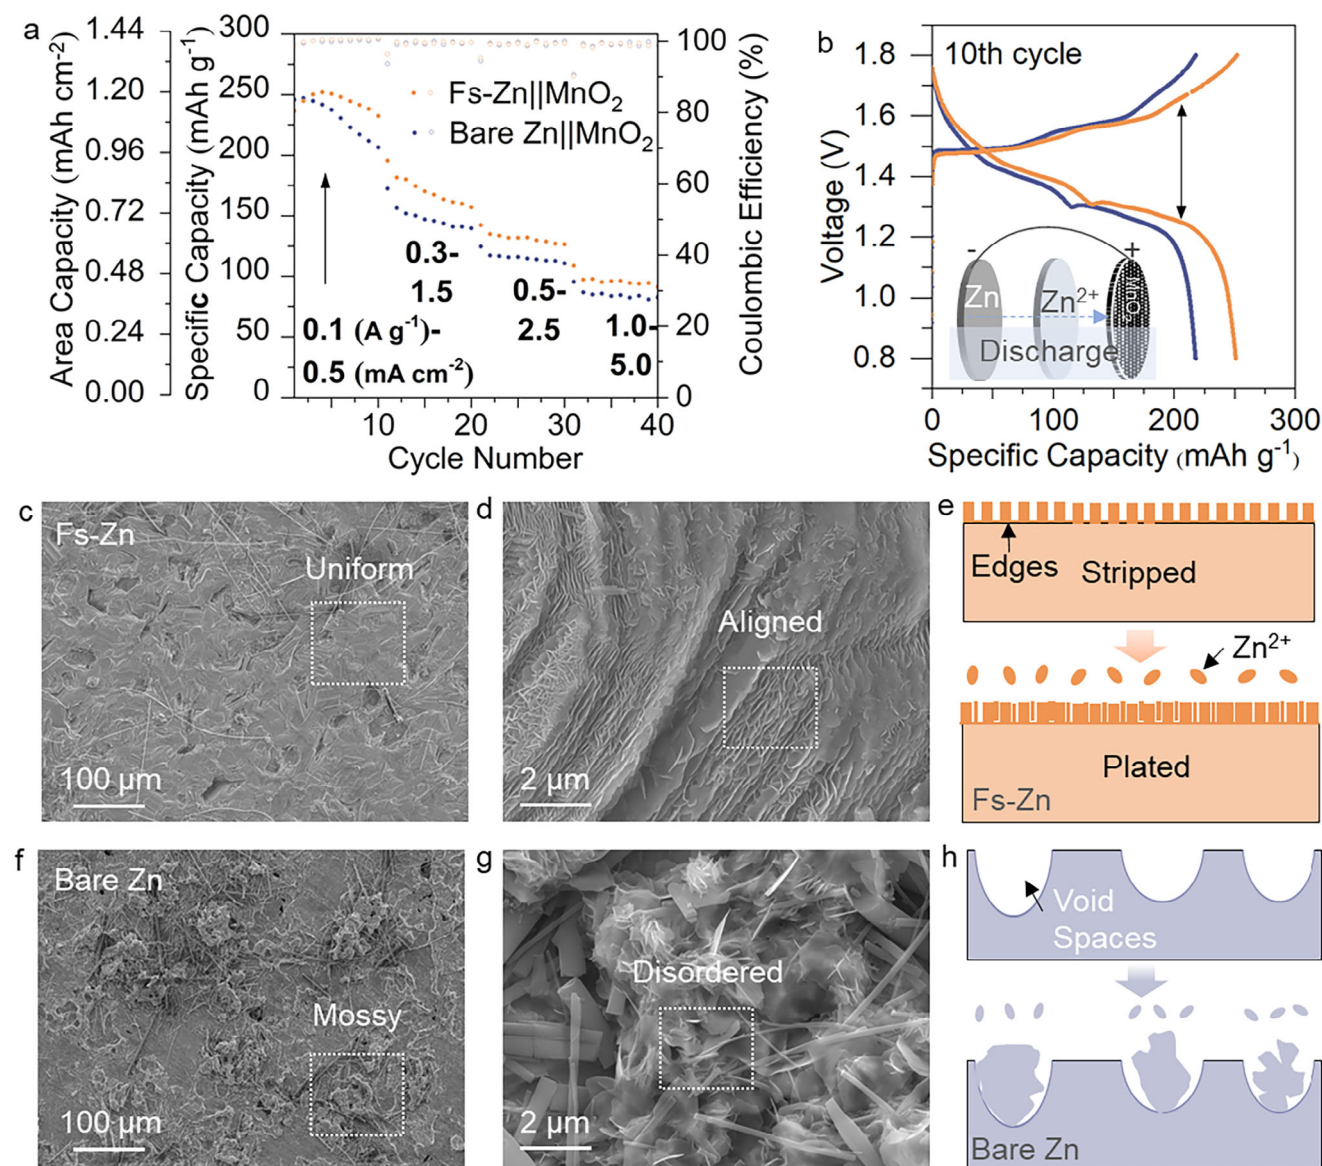 a
Area Capacity (mAh cm-2)
1.44
1.20
0.96
0.72
0.48
0.24
0.00
Specific Capacity (mAh g-1)
300
250
200
150
100
50
0
Fs-Zn||MnO2
Bare Zn||MnO2
0.3-
1.5
0.5-
2.5
0.1 (A g-1)-
0.5 (mA cm-2)
1.0-
5.0
10
20
30
40
Cycle Number
100
80
60
40
20
0
Coulombic Efficiency (%)
b
10th cycle
Voltage (V)
1.8
1.6
1.4
1.2
1.0
0.8
-
+
Zn
Zn2+
MnO2
Discharge
0
100
200
300
Specific Capacity (mAh g-1)
c
Fs-Zn
Uniform
100 µm
d
Aligned
2 µm
e
Edges
Stripped
Zn2+
Plated
Fs-Zn
f
Bare Zn
Mossy
100 µm
g
Disordered
2 µm
h
Void
Spaces
Bare Zn